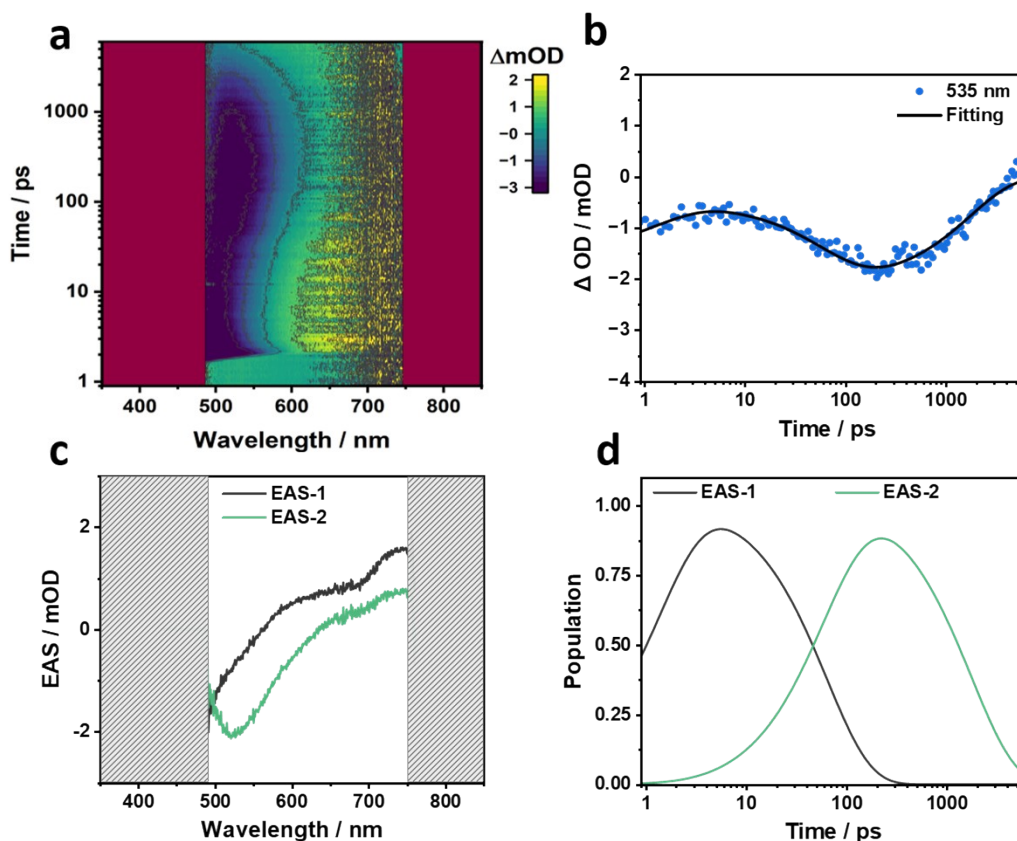 a
ΔmOD
2
1
−0
−1
−3
1000
100
10
1
Time / ps
400 500 600 700 800
Wavelength / nm
b
535 nm
Fitting
2
1
0
−1
−2
−3
−4
Δ OD / mOD
1 10 100 1000
Time / ps
c
EAS-1
EAS-2
2
0
-2
EAS / mOD
400 500 600 700 800
Wavelength / nm
d
EAS-1 EAS-2
1.00
0.75
0.50
0.25
0.00
Population
1 10 100 1000
Time / ps